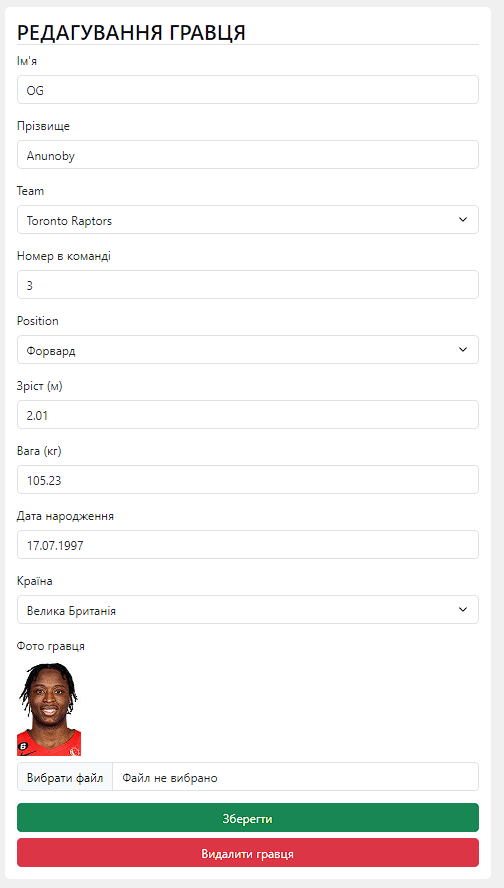 РЕДАГУВАННЯ ГРАВЦЯ
Ім'я
OG
Прізвище
Anunoby
Team
Toronto Raptors
Номер в команді
3
Position
Форвард
Зріст (м)
2.01
Вага (кг)
105.23
Дата народження
17.07.1997
Країна
Велика Британія
Фото гравця
6
Вибрати файл Файл не вибрано
Зберегти
Видалити гравця